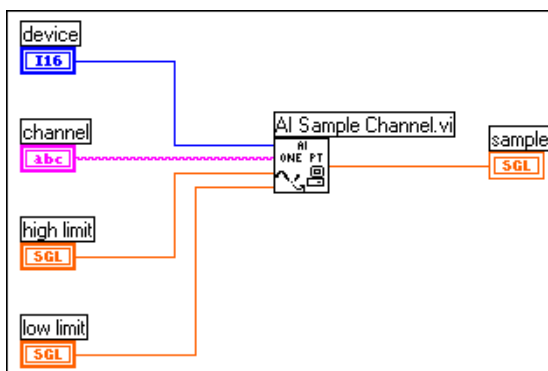 device
I16
channel
abc
AI Sample Channel.vi
AI
ONE PT
sample
SGL
high limit
SGL
low limit
SGL